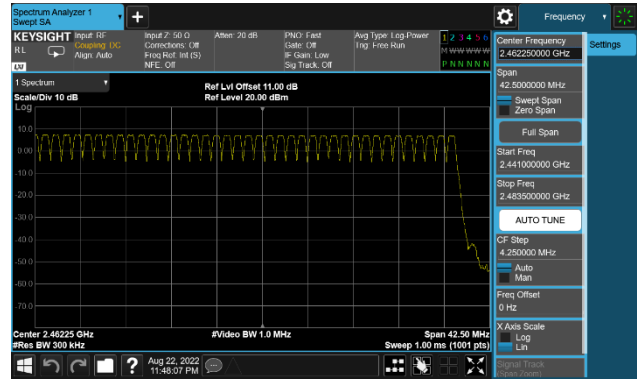 Spectrum Analyzer 1
Swept SA
Frequency
KEYSIGHT
RL
Input: RF
Coupling: DC
Align: Auto
Input Z: 50 Ω
Corrections: Off
Freq Ref: Int (S)
NFE: Off
Atten: 20 dB
PNO: Fast
Gate: Off
IF Gain: Low
Sig Track: Off
Avg Type: Log-Power
Trig: Free Run
1 2 3 4 5 6
M W W W W W
P N N N N N
Center Frequency
2.462250000 GHz
Settings
Span
42.5000000 MHz
Swept Span
Zero Span
Full Span
Start Freq
2.441000000 GHz
Stop Freq
2.483500000 GHz
AUTO TUNE
CF Step
4.250000 MHz
Auto
Man
Freq Offset
0 Hz
X Axis Scale
Log
Lin
Signal Track
(Span Zoom)
1 Spectrum
Scale/Div 10 dB
Log
Ref Lvl Offset 11.00 dB
Ref Level 20.00 dBm
10.0
0.00
-10.0
-20.0
-30.0
-40.0
-50.0
-60.0
-70.0
Center 2.46225 GHz
#Res BW 300 kHz
#Video BW 1.0 MHz
Span 42.50 MHz
Sweep 1.00 ms (1001 pts)
Aug 22, 2022
11:48:07 PM